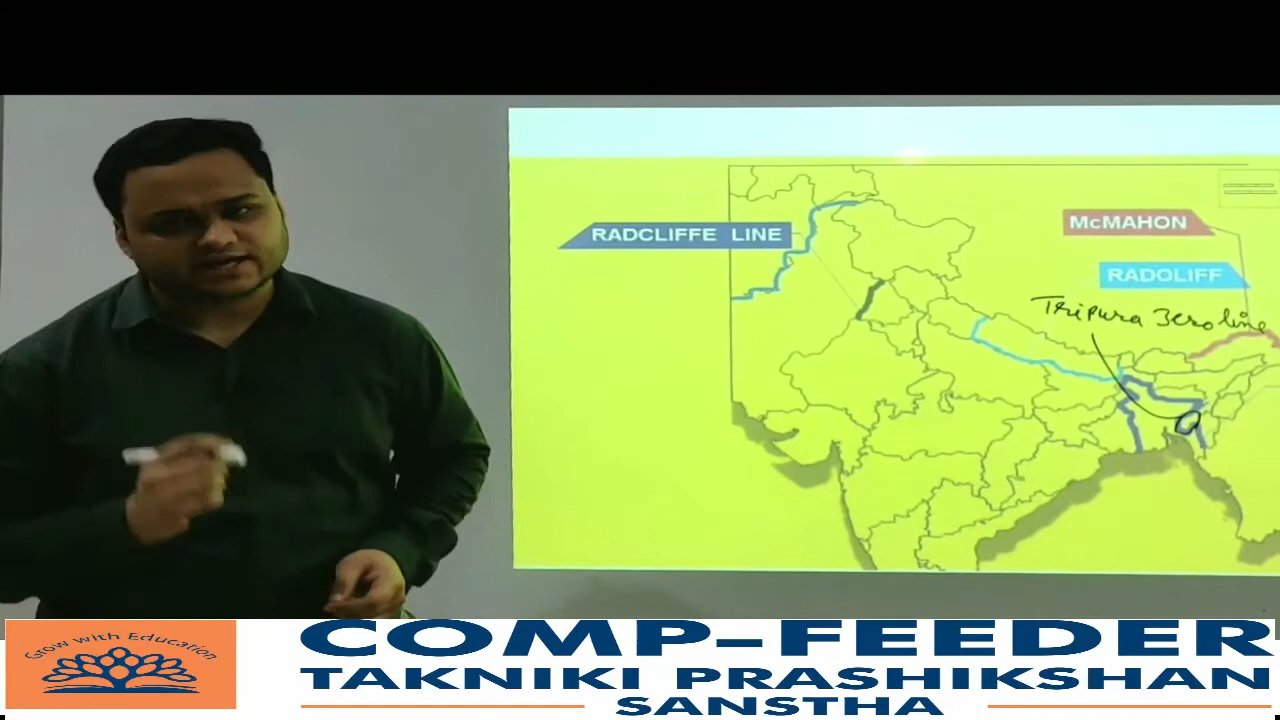 RADCLIFFE LINE
McMAHON
RADOLIFF
Tripura Zero line
Grow with Education
COMP-FEEDER
TAKNIKI PRASHIKSHAN
SANSTHA